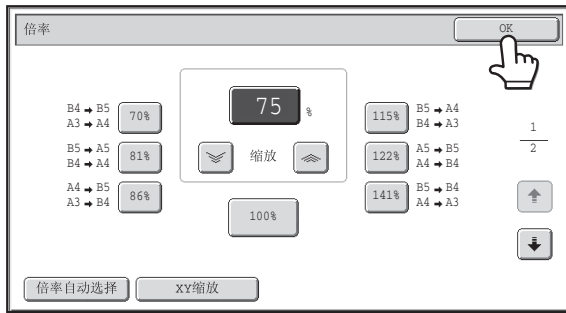 倍率
OK
B4 ➡ B5
A3 ➡ A4
70%
B5 ➡ A5
B4 ➡ A4
81%
A4 ➡ B5
A3 ➡ B4
86%
75 %
缩放
100%
115%
B5 ➡ A4
B4 ➡ A3
122%
A5 ➡ B5
A4 ➡ B4
141%
B5 ➡ B4
A4 ➡ A3
1
2
倍率自动选择
XY缩放